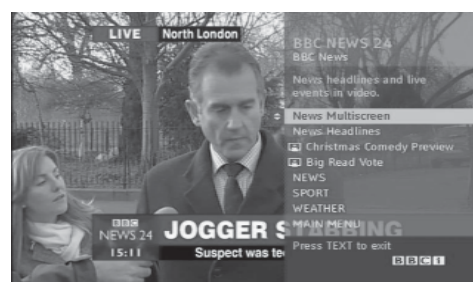 LIVE
North London
BBC NEWS 24
BBC News
News headlines and live
events in video.
News Multiscreen
News Headlines
Christmas Comedy Preview
Big Read Vote
NEWS
SPORT
WEATHER
MAIN MENU
Press TEXT to exit
BBC 1
BBC
NEWS 24
15:11
JOGGER STABBING
Suspect was